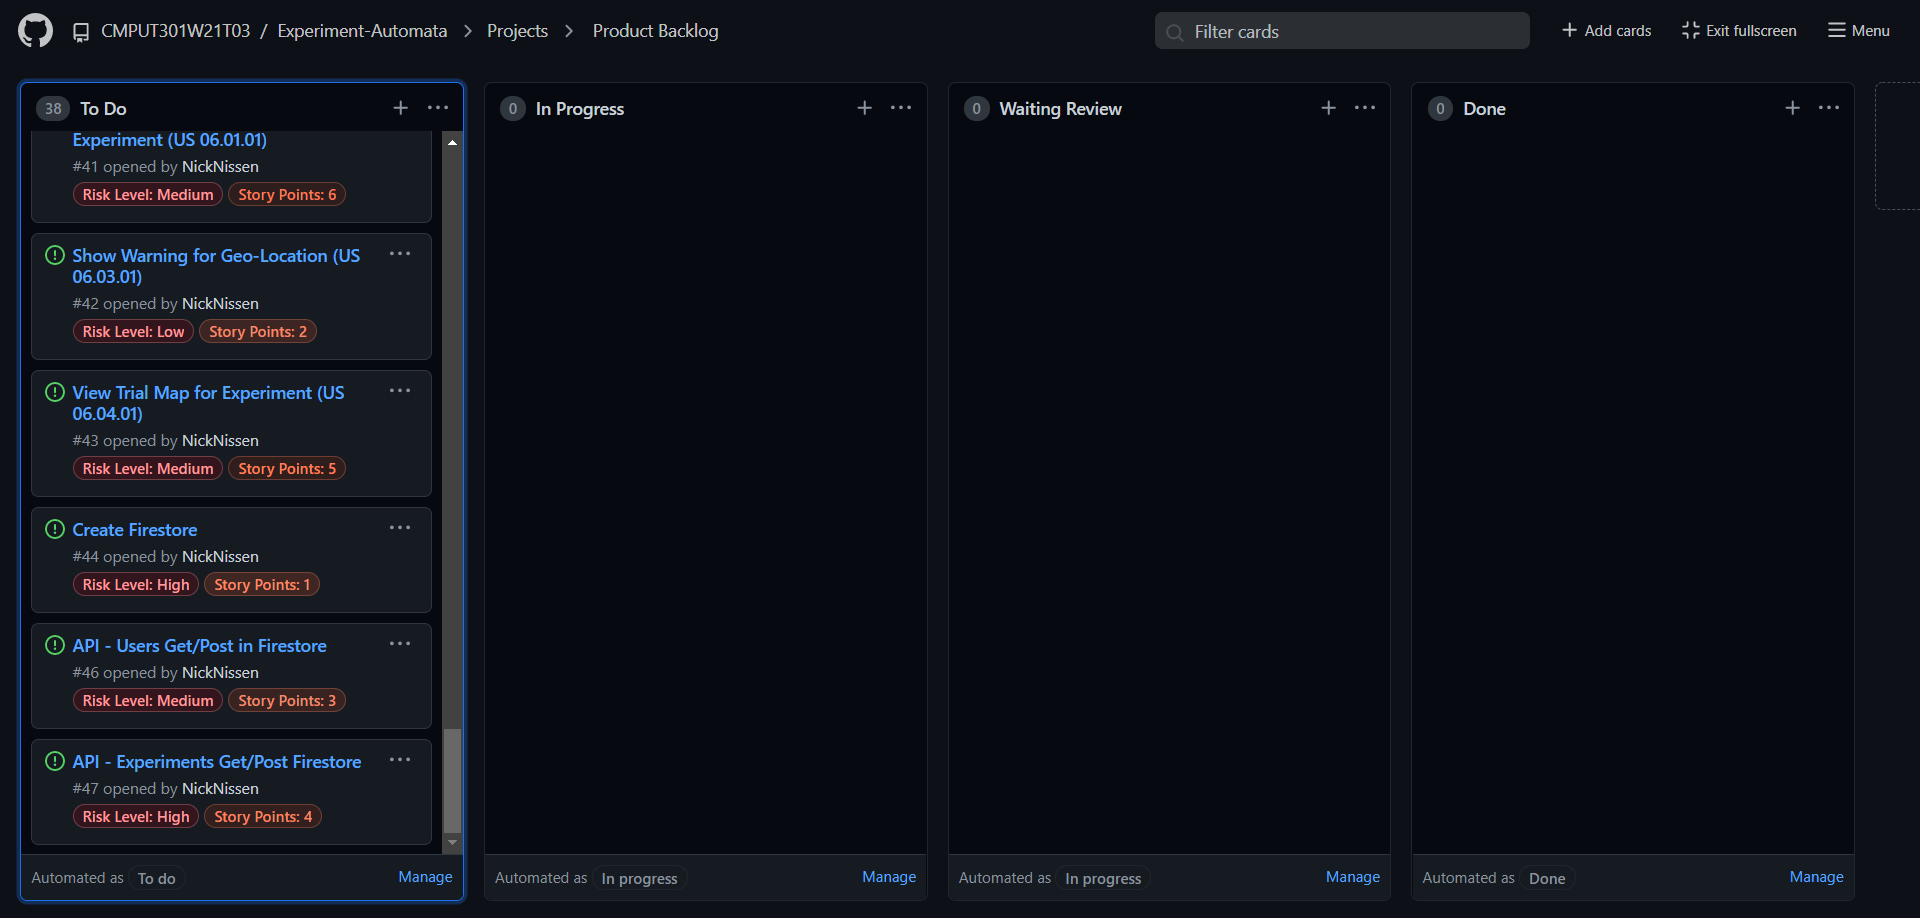 CMPUT301W21T03 / Experiment-Automata > Projects > Product Backlog
Filter cards
Add cards
Exit fullscreen
Menu
38 To Do
Experiment (US 06.01.01)
#41 opened by NickNissen
Risk Level: Medium Story Points: 6
Show Warning for Geo-Location (US
06.03.01)
#42 opened by NickNissen
Risk Level: Low Story Points: 2
View Trial Map for Experiment (US
06.04.01)
#43 opened by NickNissen
Risk Level: Medium Story Points: 5
Create Firestore
#44 opened by NickNissen
Risk Level: High Story Points: 1
API - Users Get/Post in Firestore
#46 opened by NickNissen
Risk Level: Medium Story Points: 3
API - Experiments Get/Post Firestore
#47 opened by NickNissen
Risk Level: High Story Points: 4
Automated as To do Manage
0 In Progress
Automated as In progress Manage
0 Waiting Review
Automated as In progress Manage
0 Done
Automated as Done Manage